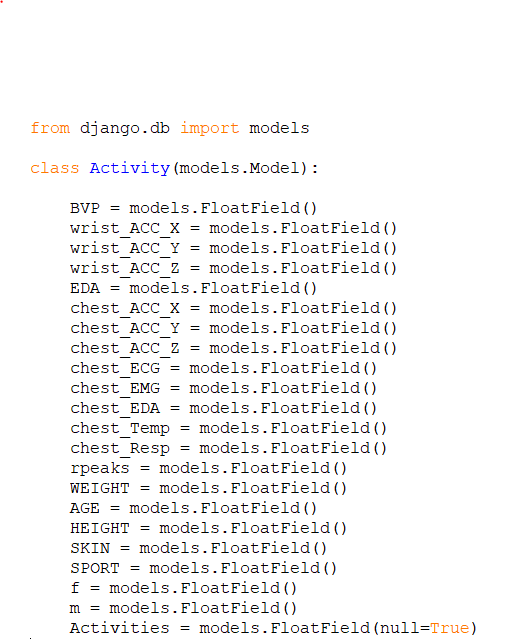 from django.db import models
class Activity(models.Model):
BVP = models.FloatField()
wrist_ACC_X = models.FloatField()
wrist_ACC_Y = models.FloatField()
wrist_ACC_Z = models.FloatField()
EDA = models.FloatField()
chest_ACC_X = models.FloatField()
chest_ACC_Y = models.FloatField()
chest_ACC_Z = models.FloatField()
chest_ECG = models.FloatField()
chest_EMG = models.FloatField()
chest_EDA = models.FloatField()
chest_Temp = models.FloatField()
chest_Resp = models.FloatField()
rpeaks = models.FloatField()
WEIGHT = models.FloatField()
AGE = models.FloatField()
HEIGHT = models.FloatField()
SKIN = models.FloatField()
SPORT = models.FloatField()
f = models.FloatField()
m = models.FloatField()
Activities = models.FloatField(null=True)